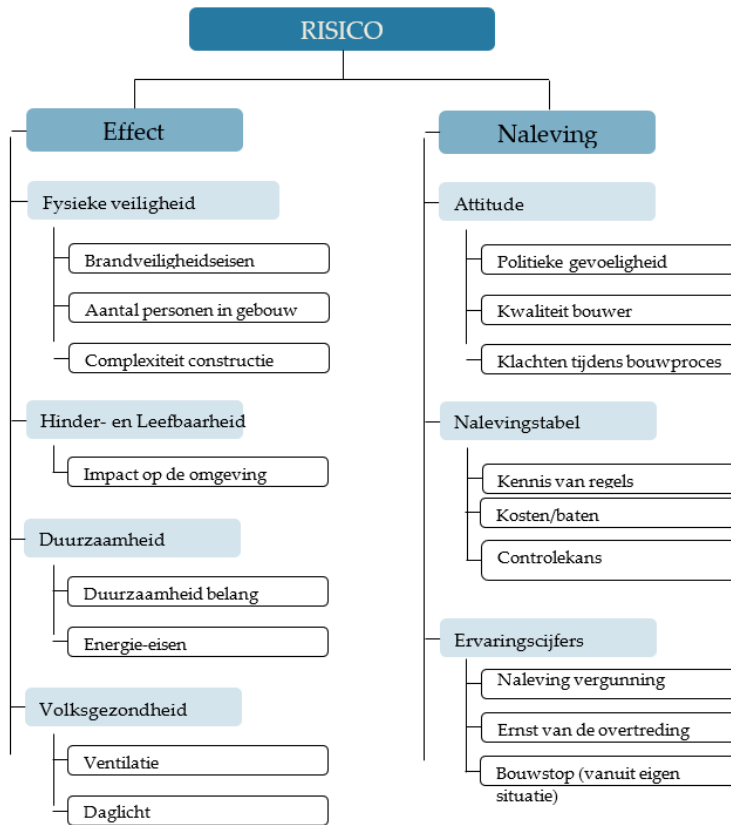 RISICO
Effect
Fysieke veiligheid
Brandveiligheidseisen
Aantal personen in gebouw
Complexiteit constructie
Hinder- en Leefbaarheid
Impact op de omgeving
Duurzaamheid
Duurzaamheid belang
Energie-eisen
Volksgezondheid
Ventilatie
Daglicht
Naleving
Attitude
Politieke gevoeligheid
Kwaliteit bouwer
Klachten tijdens bouwproces
Nalevingstabel
Kennis van regels
Kosten/baten
Controlekans
Ervaringscijfers
Naleving vergunning
Ernst van de overtreding
Bouwstop (vanuit eigen
situatie)